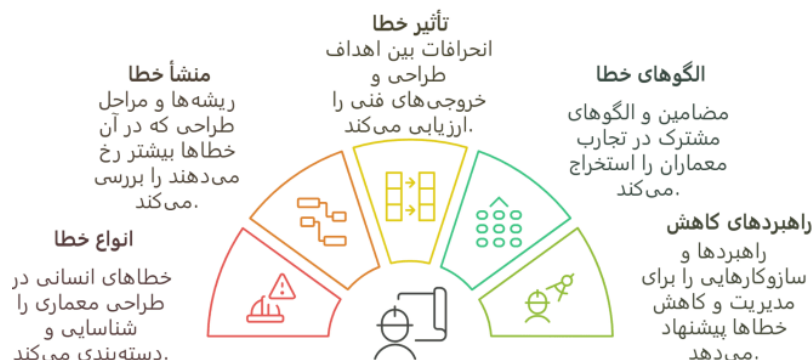 تأثیر خطا
انحرافات بین اهداف
طراحی و
خروجی‌های فنی را
ارزیابی می‌کند.
منشأ خطا
ریشه‌ها و مراحل
طراحی که در آن
خطاها بیشتر رخ
می‌دهند را بررسی
می‌کند.
الگوهای خطا
مضامین و الگوهای
مشترک در تجارب
معماران را استخراج
می‌کند.
انواع خطا
خطاهای انسانی در
طراحی معماری را
شناسایی و
دسته‌بندی می‌کند.
راهبردهای کاهش
راهبردها و
سازوکارهایی را برای
مدیریت و کاهش
خطاها پیشنهاد
می‌دهد.